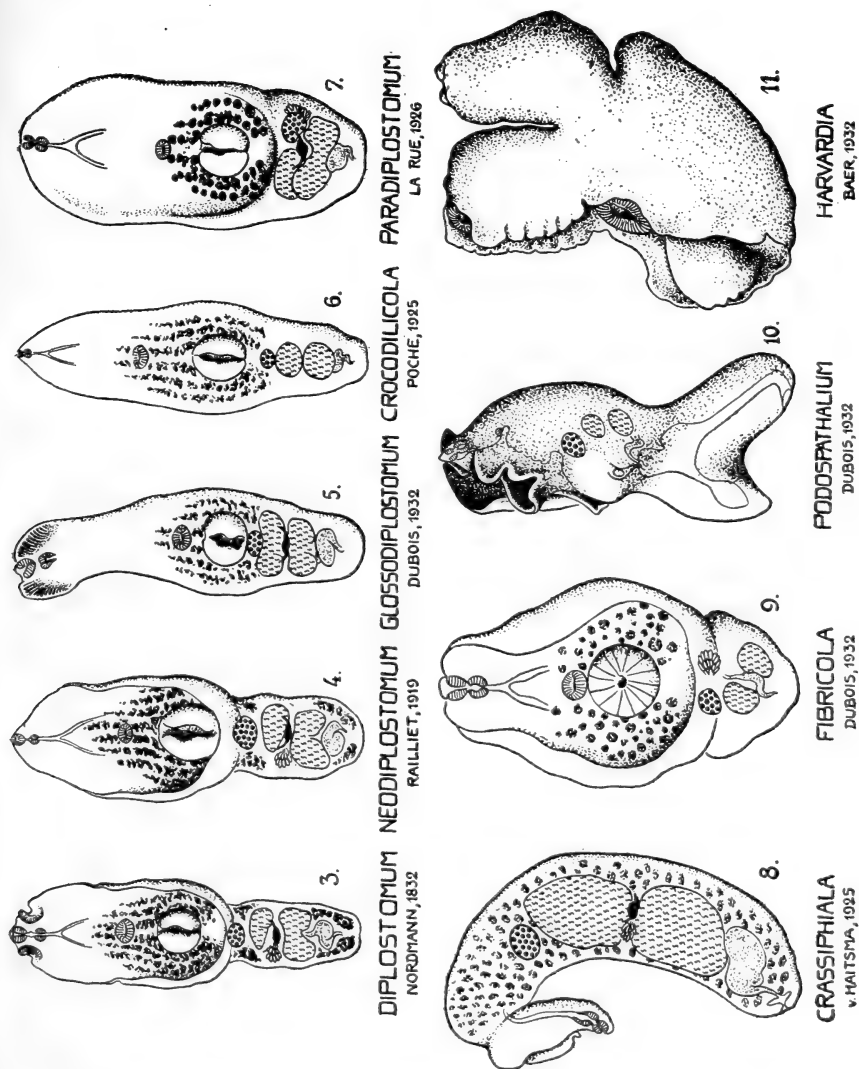 3.
DIPLOSTOMUM
NORDMANN, 1832
4.
NEODIPLOSTOMUM
RAILLIET, 1919
5.
GLOSSODIPLOSTOMUM
DUBOIS, 1932
6.
CROCODILICOLA
POCHE, 1925
7.
PARADIPLOSTOMUM
LA RUE, 1926
8.
CRASSIPHIALA
v. HAITSMA, 1925
9.
FIBRICOLA
DUBOIS, 1932
10.
PODOSPATHALIUM
DUBOIS, 1932
11.
HARVARDIA
BAER, 1932